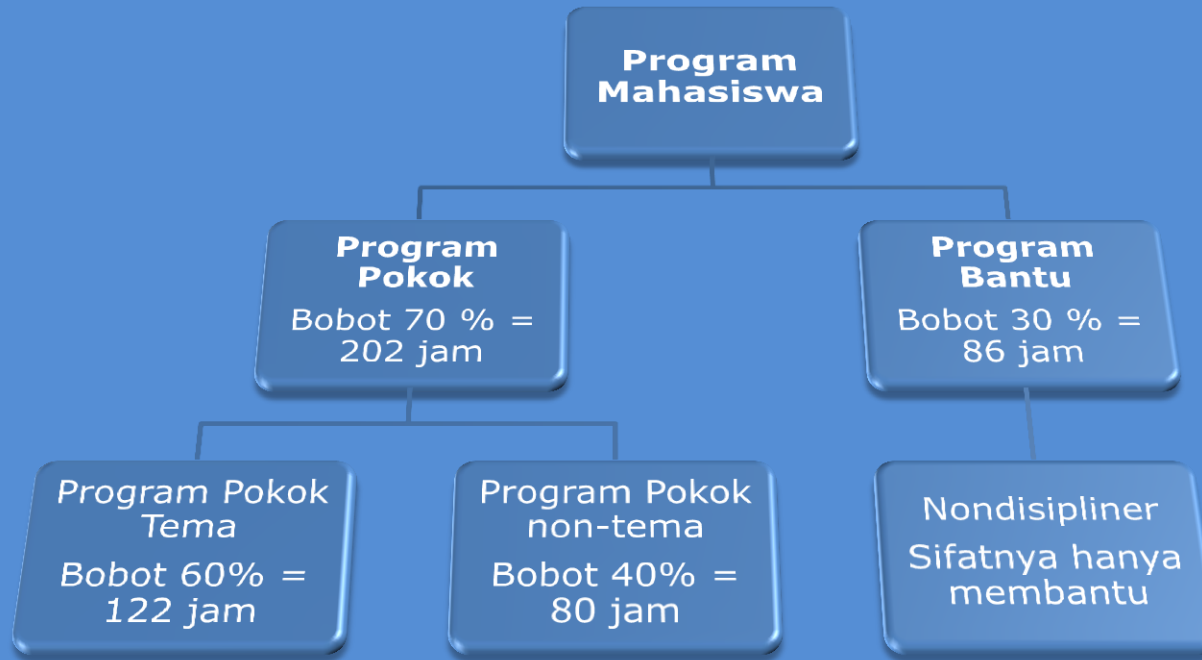 Program
Mahasiswa
Program
Pokok
Bobot 70 % =
202 jam
Program
Bantu
Bobot 30 % =
86 jam
Program Pokok
Tema
Bobot 60% =
122 jam
Program Pokok
non-tema
Bobot 40% =
80 jam
Nondisipliner
Sifatnya hanya
membantu